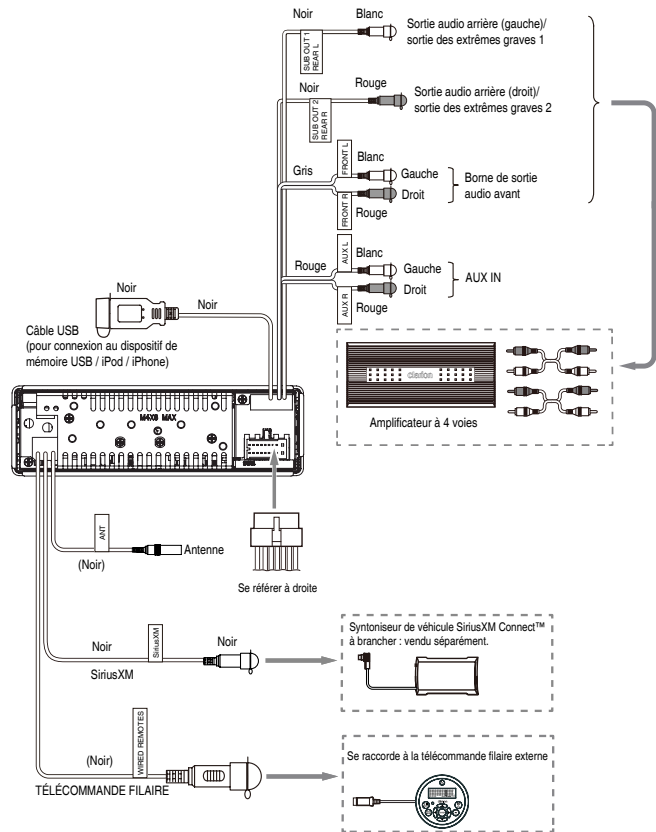 Noir
Blanc
Sortie audio arrière (gauche)/
sortie des extrêmes graves 1
SUB OUT 1
REAR L
Noir
Rouge
Sortie audio arrière (droit)/
sortie des extrêmes graves 2
SUB OUT 2
REAR R
Gris
FRONT L
Blanc
Gauche
Droit
Borne de sortie
audio avant
FRONT R
Rouge
Rouge
AUX L
Blanc
Gauche
Droit
AUX IN
AUX R
Rouge
Noir
Noir
Câble USB
(pour connexion au dispositif de
mémoire USB / iPod / iPhone)
clarion
Amplificateur à 4 voies
M4X8 MAX
ANT
Antenne
(Noir)
Se référer à droite
Noir
SiriusXM
Noir
SiriusXM
Syntoniseur de véhicule SiriusXM Connect™
à brancher : vendu séparément.
(Noir)
WIRED REMOTES
TÉLÉCOMMANDE FILAIRE
Se raccorde à la télécommande filaire externe